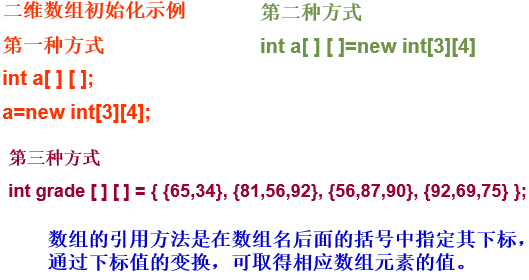 二维数组初始化示例
第一种方式
int a[ ] [ ];
a=new int[3][4];
第二种方式
int a[ ] [ ]=new int[3][4]
第三种方式
int grade [ ] [ ] = { {65,34}, {81,56,92}, {56,87,90}, {92,69,75} };
数组的引用方法是在数组名后面的括号中指定其下标，
通过下标值的变换，可取得相应数组元素的值。